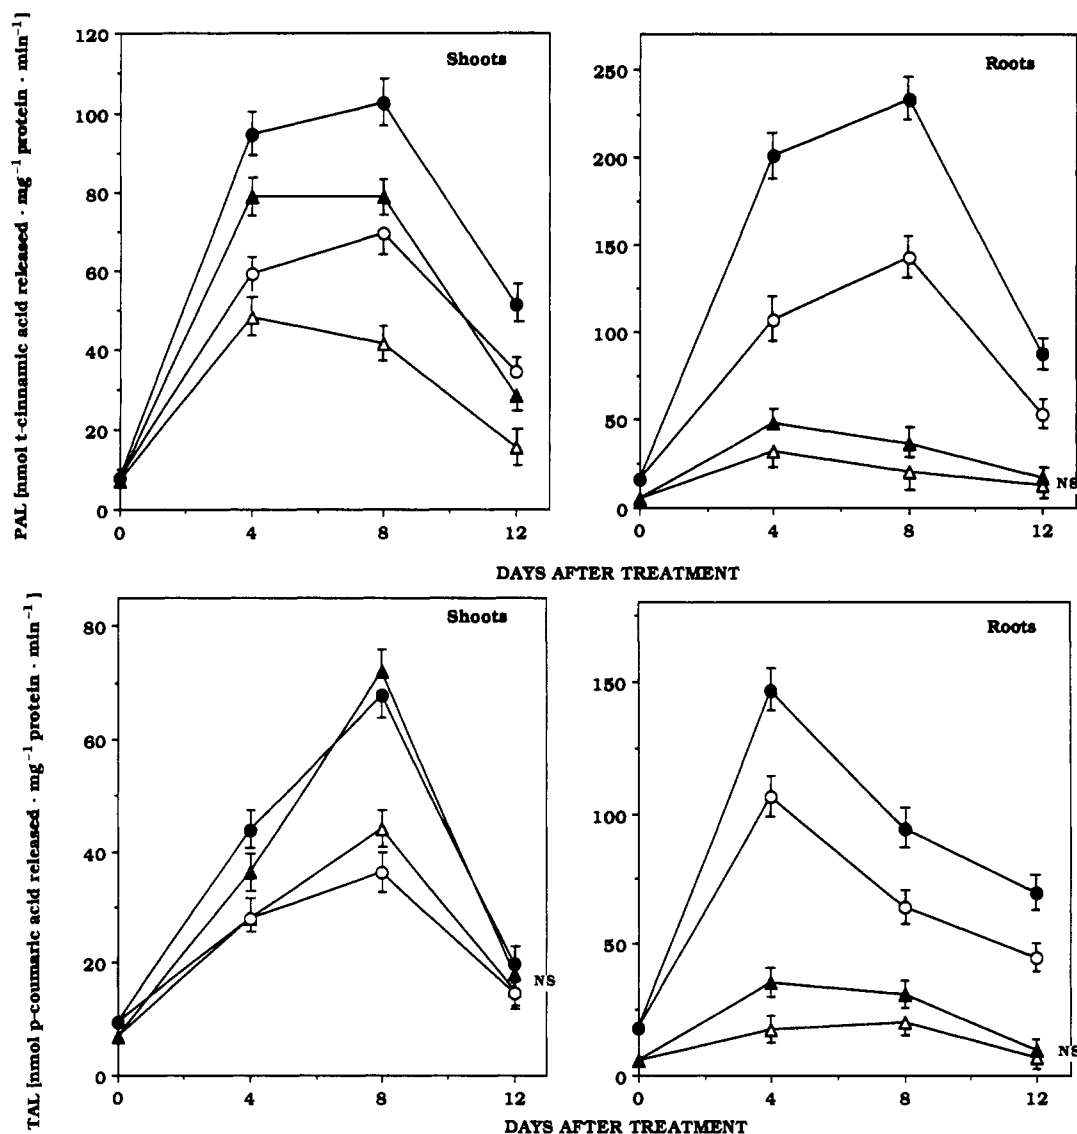 PAL [nmol t-cinnamic acid released · mg⁻¹ protein · min⁻¹ ]
120
100
80
60
40
20
0
Shoots
0 4 8 12
250
200
150
100
50
0
Roots
NS
0 4 8 12
DAYS AFTER TREATMENT
TAL [nmol p-coumaric acid released · mg⁻¹ protein · min⁻¹ ]
80
60
40
20
0
Shoots
NS
0 4 8 12
150
100
50
0
Roots
NS
0 4 8 12
DAYS AFTER TREATMENT